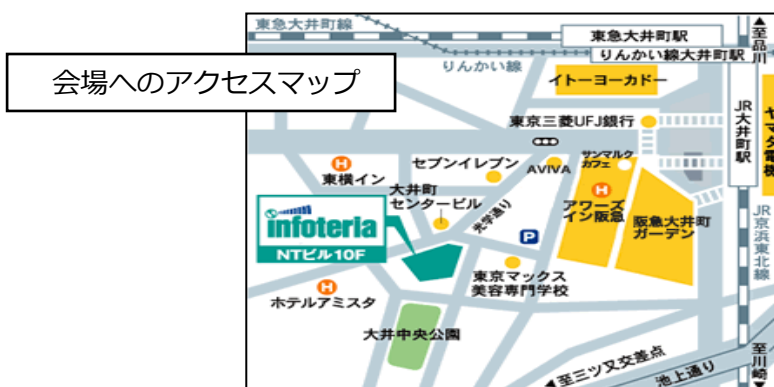 会場へのアクセスマップ
東急大井町線
東急大井町駅
りんかい線大井町駅
りんかい線
▲至品川
イトーヨーカドー
JR大井町駅
ヤマダ電機
東京三菱UFJ銀行
サンマルクカフェ
セブンイレブン
AVIVA
H
東横イン
大井町
センタービル
光学通り
H
アワーズ
イン阪急
阪急大井町
ガーデン
JR京浜東北線
infoteria
NTビル10F
P
東京マックス
美容専門学校
H
ホテルアミスタ
大井中央公園
◀至三ツ又交差点
池上通り
至川崎▼